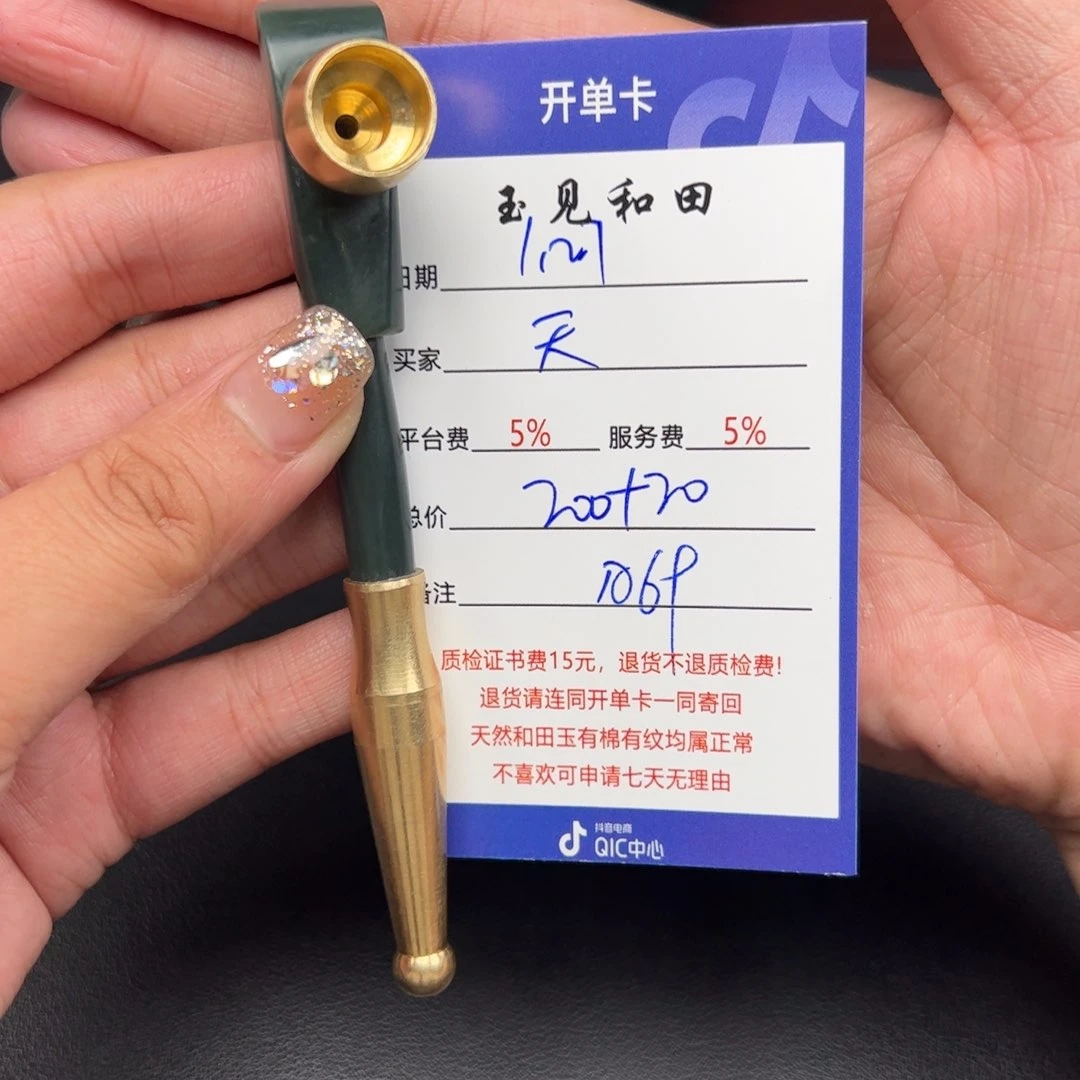 开单卡
玉见和田
日期 1.27
买家 天
平台费 5% 服务费 5%
总价 200+20
备注 1069
质检证书费15元，退货不退质检费！
退货请连同开单卡一同寄回
天然和田玉有棉有纹均属正常
不喜欢可申请七天无理由
抖音电商
QIC中心